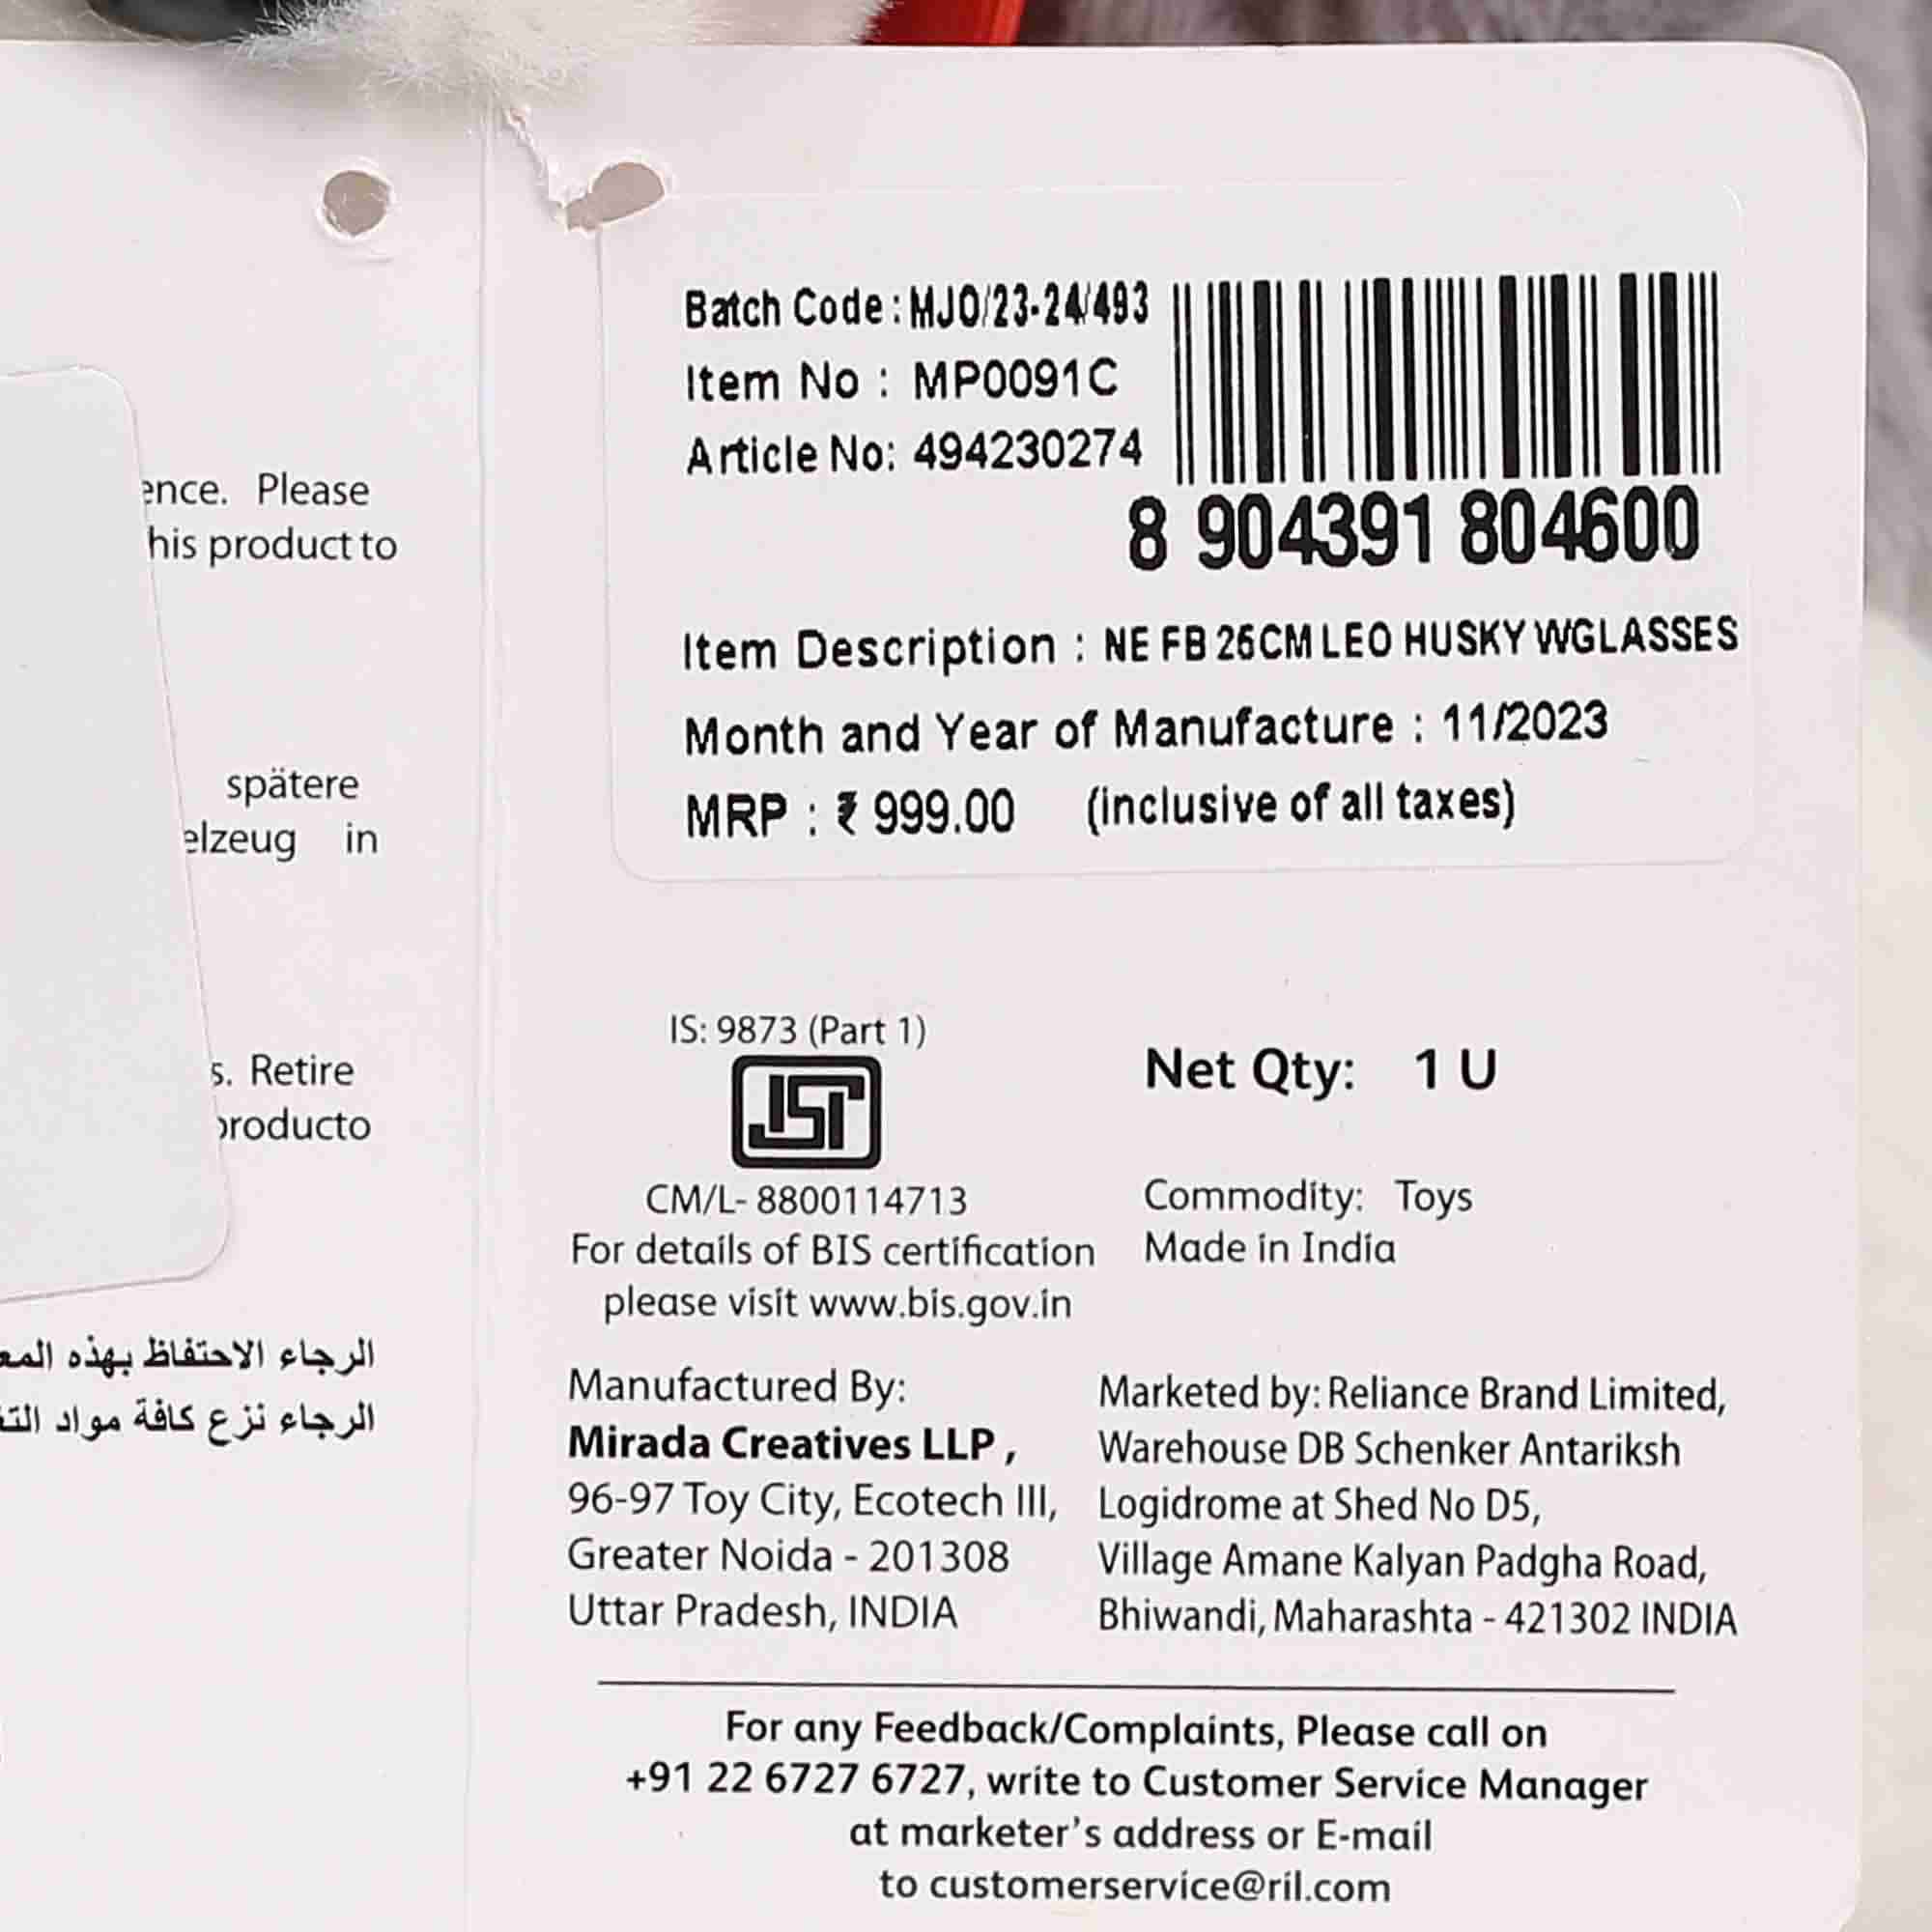 ence. Please
his product to
spätere
elzeug in
s. Retire
producto
الرجاء الاحتفاظ بهذه
الرجاء نزع كافة مواد
Batch Code : MJO/23-24/493
Item No : MP0091C
Article No: 494230274
8 904391 804600
Item Description : NE FB 25CM LEO HUSKY WGLASSES
Month and Year of Manufacture : 11/2023
MRP : ₹ 999.00 (inclusive of all taxes)
IS: 9873 (Part 1)
ISI
CM/L- 8800114713
For details of BIS certification
please visit www.bis.gov.in
Net Qty: 1 U
Commodity: Toys
Made in India
Manufactured By:
Mirada Creatives LLP ,
96-97 Toy City, Ecotech III,
Greater Noida - 201308
Uttar Pradesh, INDIA
Marketed by: Reliance Brand Limited,
Warehouse DB Schenker Antariksh
Logidrome at Shed No D5,
Village Amane Kalyan Padgha Road,
Bhiwandi, Maharashta - 421302 INDIA
For any Feedback/Complaints, Please call on
+91 22 6727 6727, write to Customer Service Manager
at marketer's address or E-mail
to customerservice@ril.com